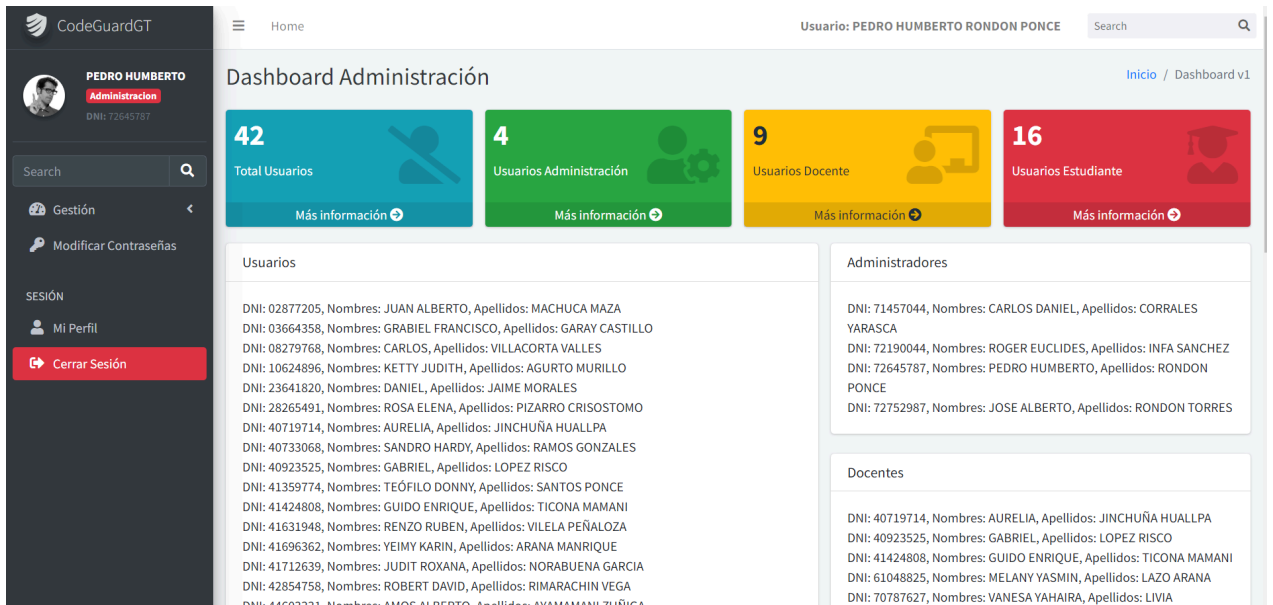 CodeGuardGT
Home
Usuario: PEDRO HUMBERTO RONDON PONCE
Search
PEDRO HUMBERTO
Administracion
DNI: 72645787
Search
Gestión
Modificar Contraseñas
SESIÓN
Mi Perfil
Cerrar Sesión
Dashboard Administración
Inicio / Dashboard v1
42
Total Usuarios
Más información
4
Usuarios Administración
Más información
9
Usuarios Docente
Más información
16
Usuarios Estudiante
Más información
Usuarios
DNI: 02877205, Nombres: JUAN ALBERTO, Apellidos: MACHUCA MAZA
DNI: 03664358, Nombres: GRABIEL FRANCISCO, Apellidos: GARAY CASTILLO
DNI: 08279768, Nombres: CARLOS, Apellidos: VILLACORTA VALLES
DNI: 10624896, Nombres: KETTY JUDITH, Apellidos: AGURTO MURILLO
DNI: 23641820, Nombres: DANIEL, Apellidos: JAIME MORALES
DNI: 28265491, Nombres: ROSA ELENA, Apellidos: PIZARRO CRISOSTOMO
DNI: 40719714, Nombres: AURELIA, Apellidos: JINCHUÑA HUALLPA
DNI: 40733068, Nombres: SANDRO HARDY, Apellidos: RAMOS GONZALES
DNI: 40923525, Nombres: GABRIEL, Apellidos: LOPEZ RISCO
DNI: 41359774, Nombres: TEÓFILO DONNY, Apellidos: SANTOS PONCE
DNI: 41424808, Nombres: GUIDO ENRIQUE, Apellidos: TICONA MAMANI
DNI: 41631948, Nombres: RENZO RUBEN, Apellidos: VILELA PEÑALOZA
DNI: 41696362, Nombres: YEIMY KARIN, Apellidos: ARANA MANRIQUE
DNI: 41712639, Nombres: JUDIT ROXANA, Apellidos: NORABUENA GARCIA
DNI: 42854758, Nombres: ROBERT DAVID, Apellidos: RIMARACHIN VEGA
Administradores
DNI: 71457044, Nombres: CARLOS DANIEL, Apellidos: CORRALES
YARASCA
DNI: 72190044, Nombres: ROGER EUCLIDES, Apellidos: INFA SANCHEZ
DNI: 72645787, Nombres: PEDRO HUMBERTO, Apellidos: RONDON
PONCE
DNI: 72752987, Nombres: JOSE ALBERTO, Apellidos: RONDON TORRES
Docentes
DNI: 40719714, Nombres: AURELIA, Apellidos: JINCHUÑA HUALLPA
DNI: 40923525, Nombres: GABRIEL, Apellidos: LOPEZ RISCO
DNI: 41424808, Nombres: GUIDO ENRIQUE, Apellidos: TICONA MAMANI
DNI: 61048825, Nombres: MELANY YASMIN, Apellidos: LAZO ARANA
DNI: 70787627, Nombres: VANESA YAHAIRA, Apellidos: LIVIA